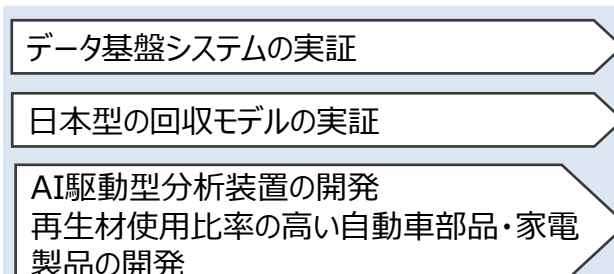 データ基盤システムの実証
日本型の回収モデルの実証
AI駆動型分析装置の開発
再生材使用比率の高い自動車部品・家電
製品の開発